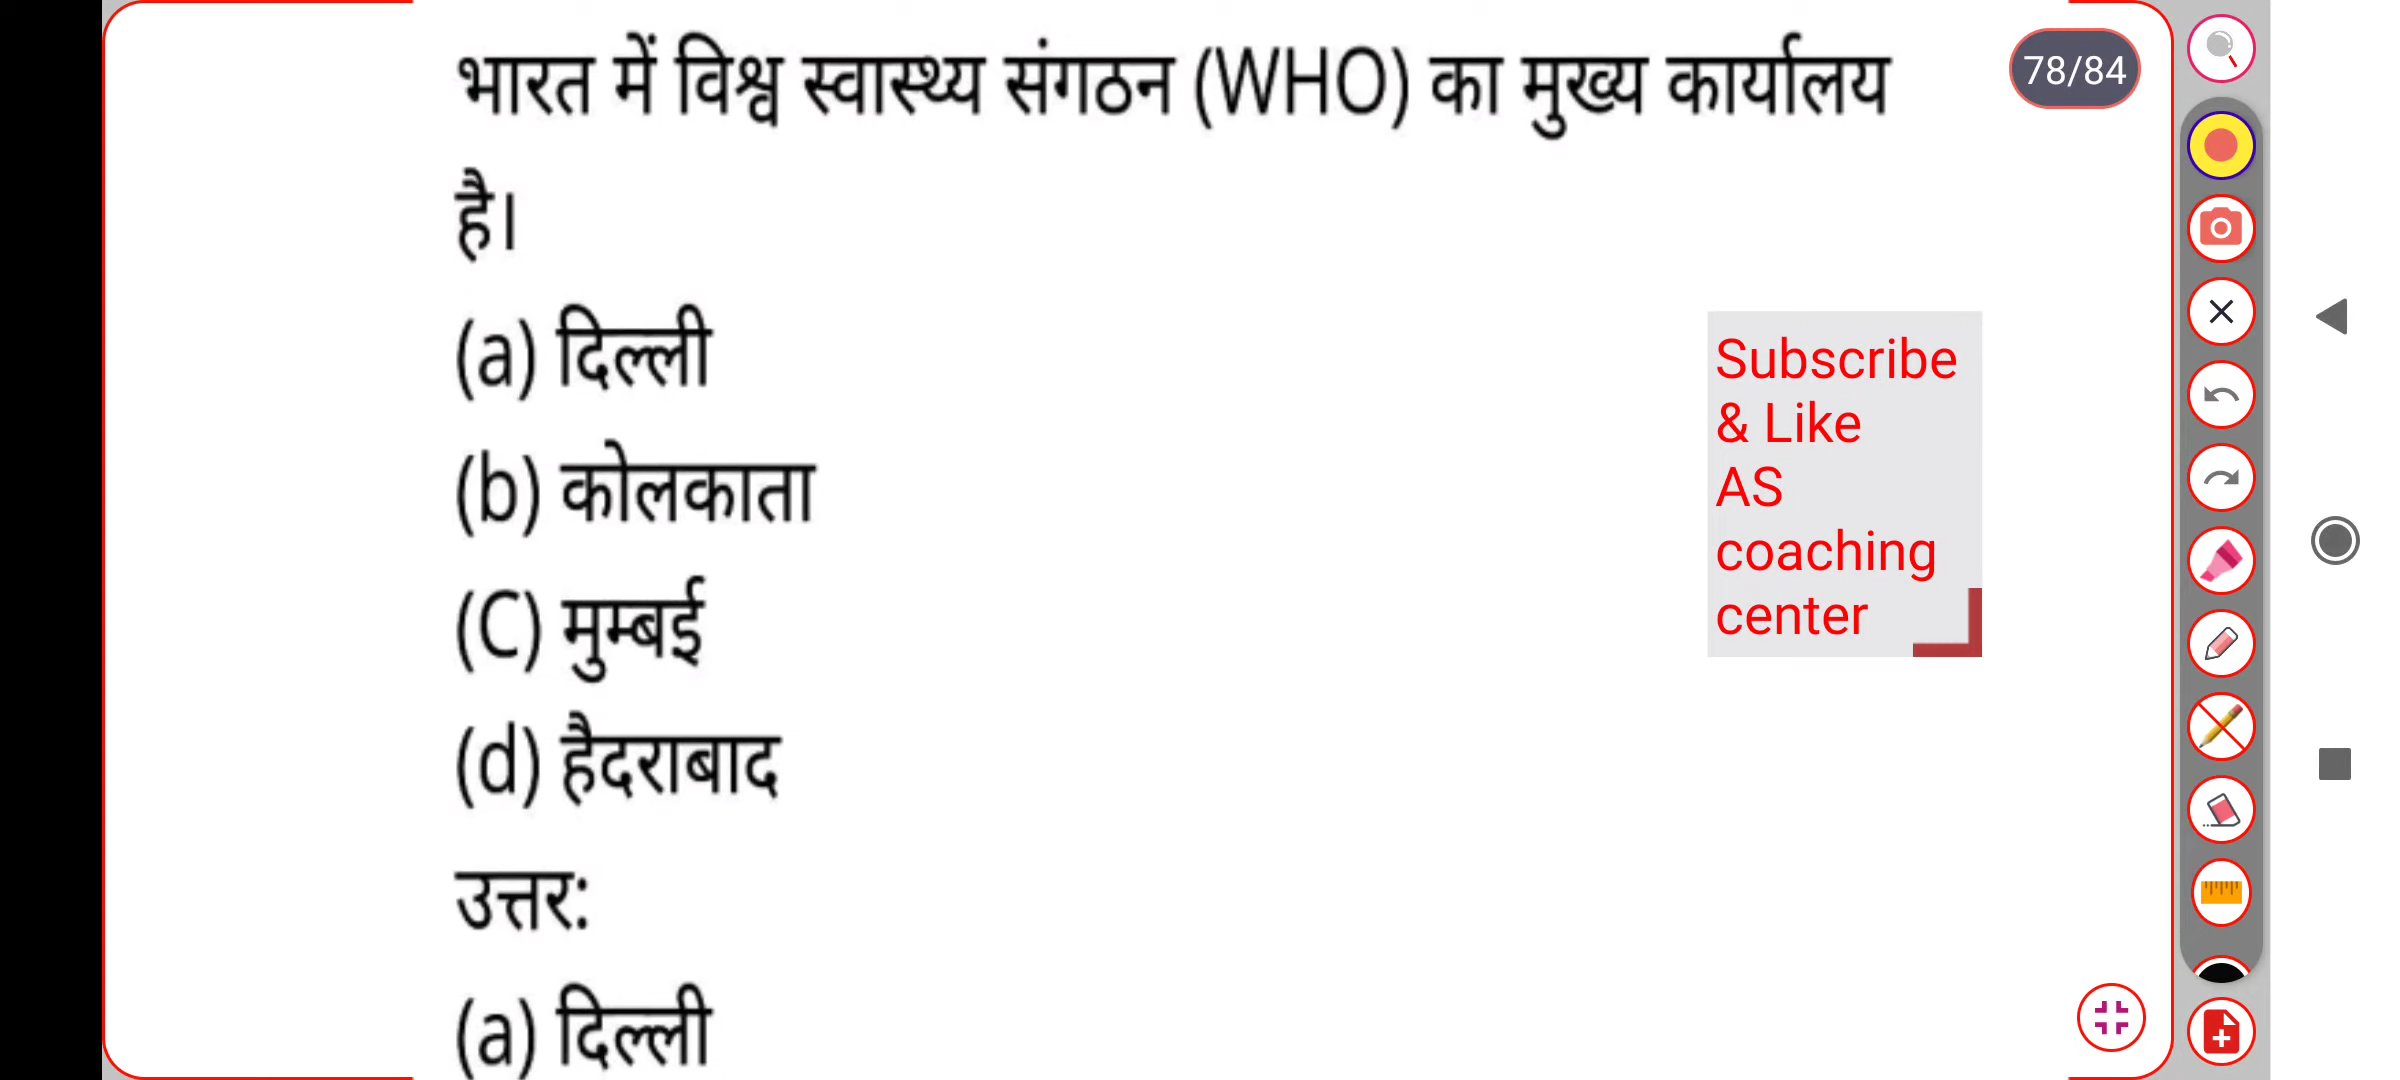 भारत में विश्व स्वास्थ्य संगठन (WHO) का मुख्य कार्यालय
है।
(a) दिल्ली
(b) कोलकाता
(C) मुम्बई
(d) हैदराबाद
उत्तर:
(a) दिल्ली
78/84
Subscribe
& Like
AS
coaching
center